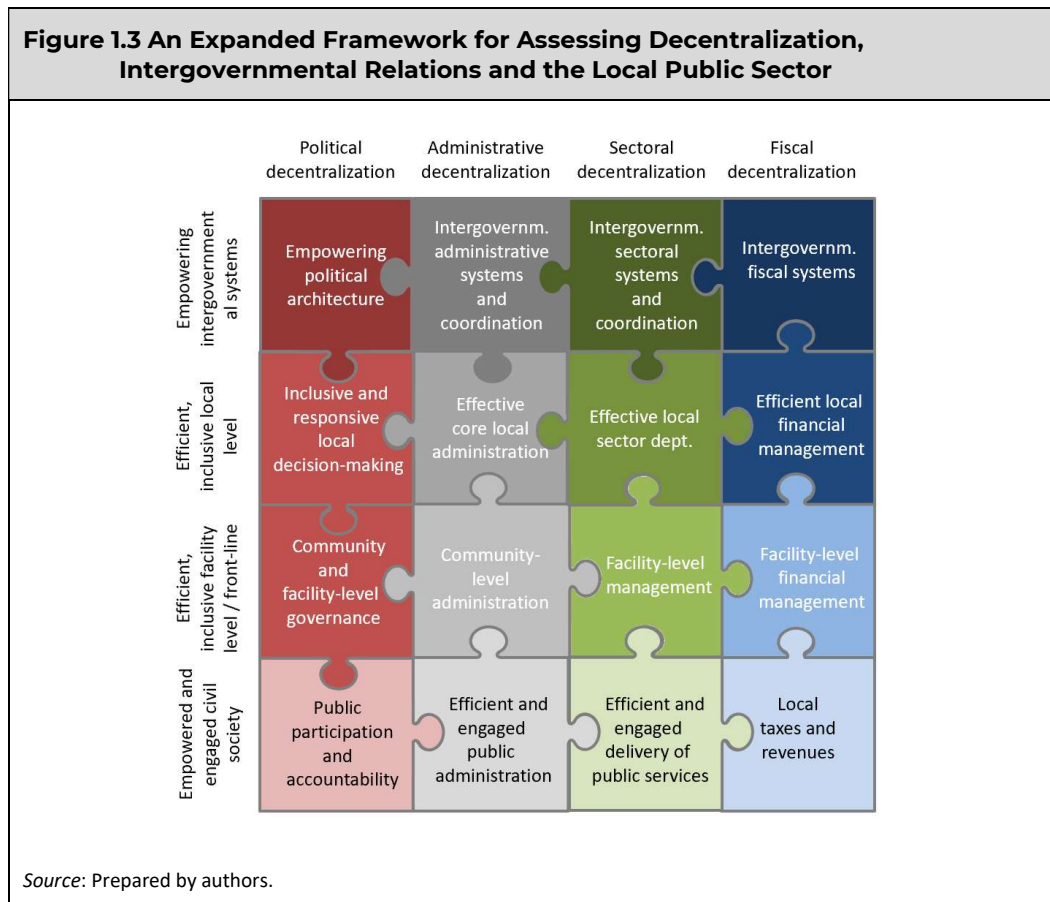 Figure 1.3 An Expanded Framework for Assessing Decentralization,
Intergovernmental Relations and the Local Public Sector
Political
decentralization
Administrative
decentralization
Sectoral
decentralization
Fiscal
decentralization
Empowering
intergovernment
al systems
Empowering
political
architecture
Intergovernm.
administrative
systems
and
coordination
Intergovernm.
sectoral
systems
and
coordination
Intergovernm.
fiscal systems
Efficient,
inclusive local
level
Inclusive and
responsive
local
decision-making
Effective
core local
administration
Effective local
sector dept.
Efficient local
financial
management
Efficient,
inclusive facility
level / front-line
Community
and
facility-level
governance
Community-
level
administration
Facility-level
management
Facility-level
financial
management
Empowered and
engaged civil
society
Public
participation
and
accountability
Efficient and
engaged
public
administration
Efficient and
engaged
delivery of
public services
Local
taxes and
revenues
Source: Prepared by authors.